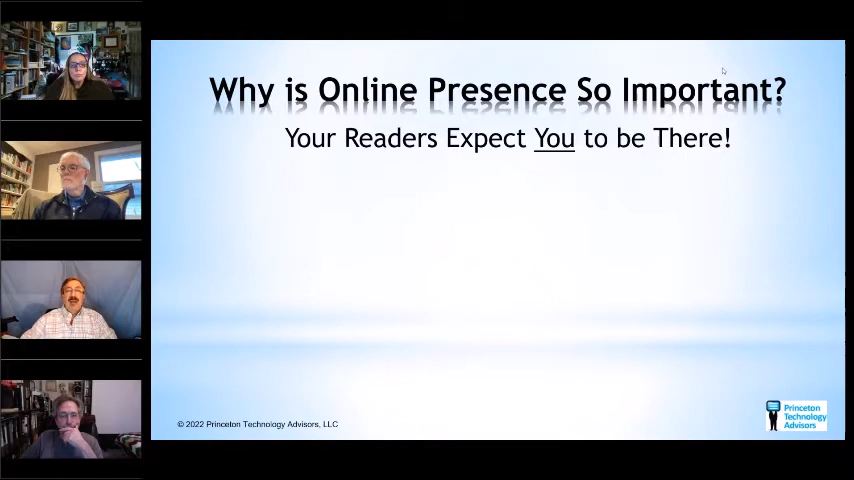 Why is Online Presence So Important?
Your Readers Expect You to be There!
© 2022 Princeton Technology Advisors, LLC
Princeton
Technology
Advisors